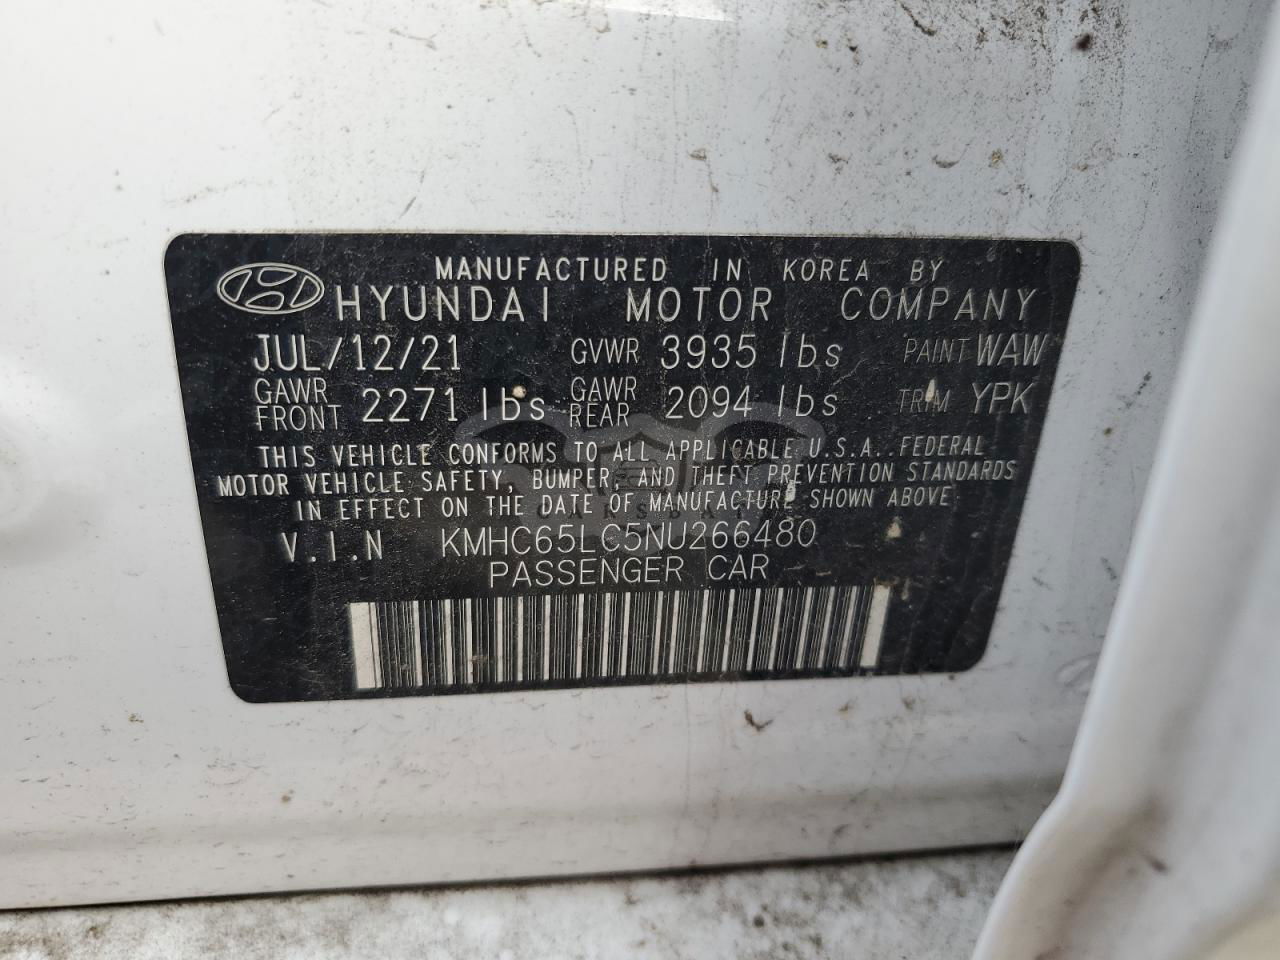 MANUFACTURED IN KOREA BY
HYUNDAI MOTOR COMPANY
JUL/12/21 GVWR 3935 lbs PAINT WAW
GAWR FRONT 2271 lbs GAWR REAR 2094 lbs TRIM YPK
THIS VEHICLE CONFORMS TO ALL APPLICABLE U.S.A. FEDERAL
MOTOR VEHICLE SAFETY, BUMPER, AND THEFT PREVENTION STANDARDS
IN EFFECT ON THE DATE OF MANUFACTURE SHOWN ABOVE
V.I.N KMHC65LC5NU266480
PASSENGER CAR